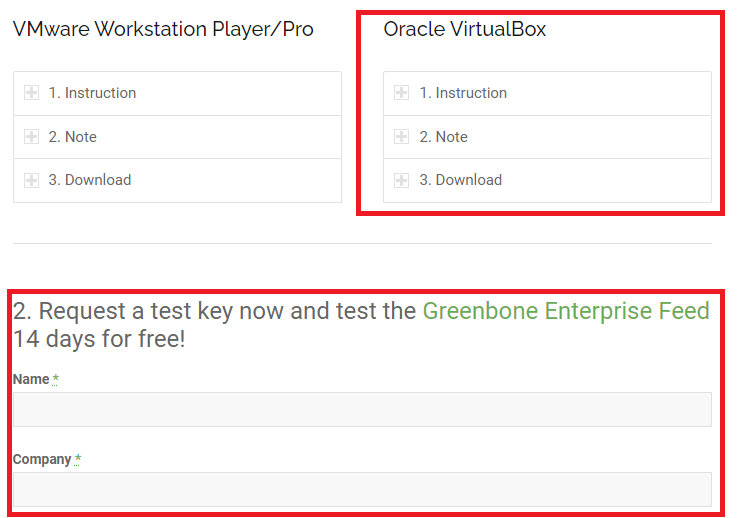 VMware Workstation Player/Pro
1. Instruction
2. Note
3. Download
Oracle VirtualBox
1. Instruction
2. Note
3. Download
2. Request a test key now and test the Greenbone Enterprise Feed
14 days for free!
Name *
Company *